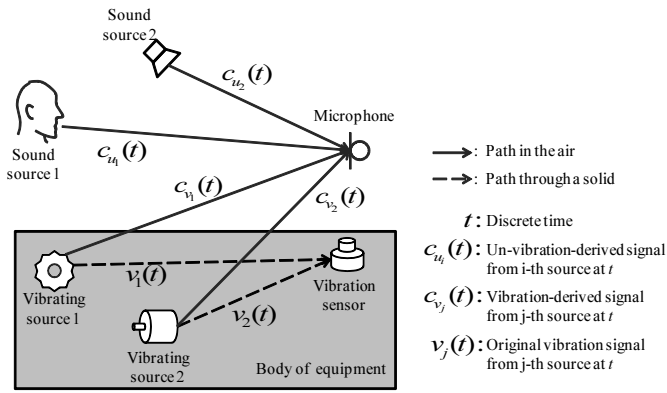 Sound
source 2
c_{u_2}(t)
Microphone
Sound
source 1
c_{u_1}(t)
c_{v_1}(t)
c_{v_2}(t)
: Path in the air
: Path through a solid
t : Discrete time
c_{u_i}(t) : Un-vibration-derived signal
from i-th source at t
c_{v_j}(t) : Vibration-derived signal
from j-th source at t
v_j(t) : Original vibration signal
from j-th source at t
v_1(t)
Vibrating
source 1
v_2(t)
Vibration
sensor
Vibrating
source 2
Body of equipment